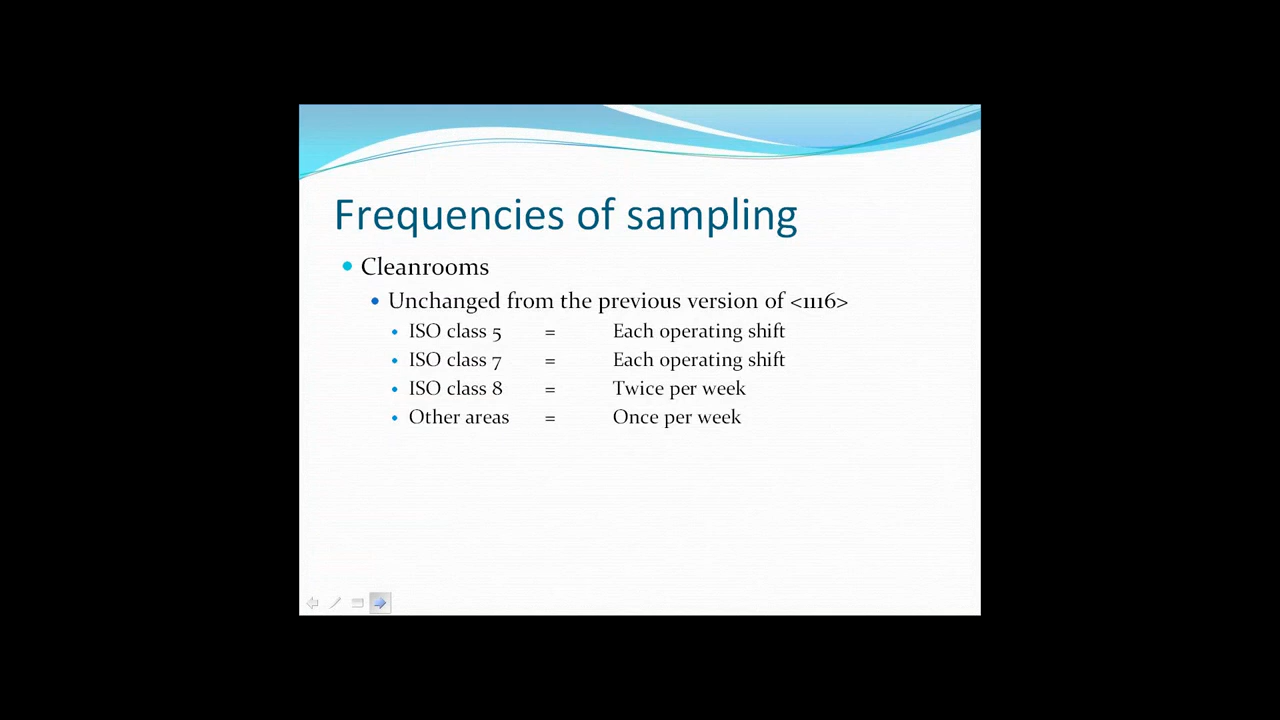 Frequencies of sampling
Cleanrooms
Unchanged from the previous version of <1116>
ISO class 5 = Each operating shift
ISO class 7 = Each operating shift
ISO class 8 = Twice per week
Other areas = Once per week